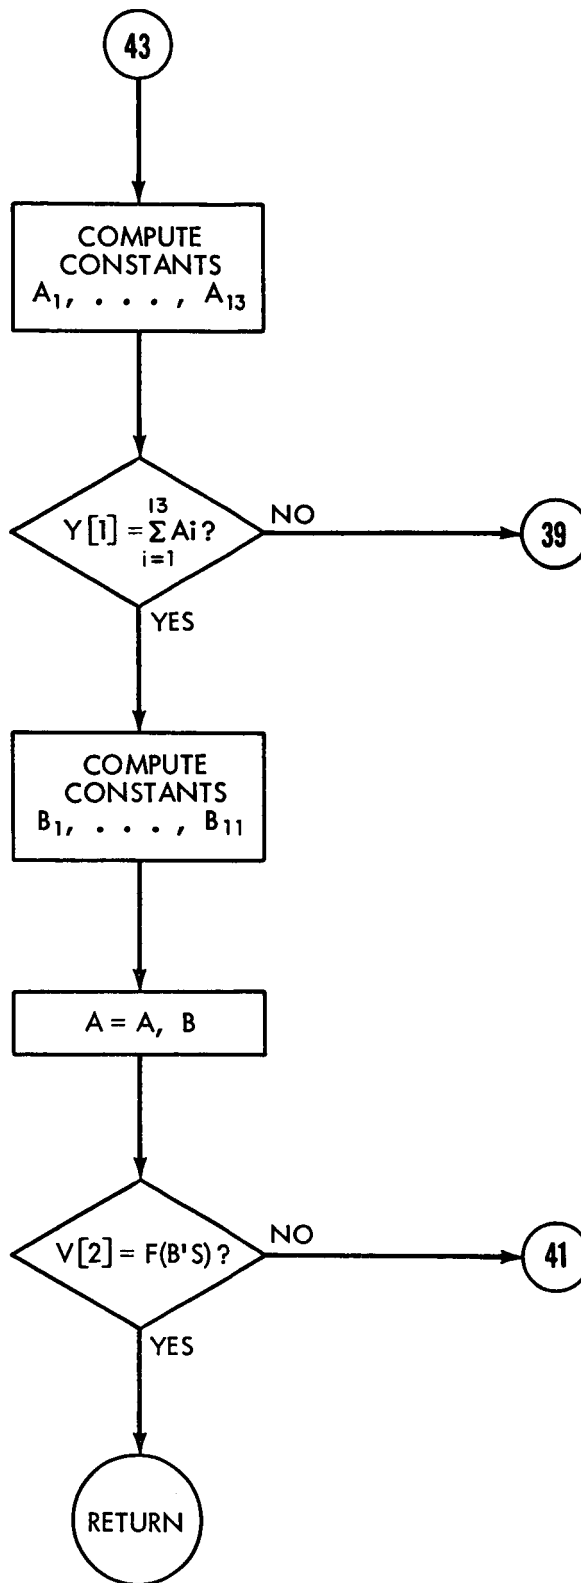 43
COMPUTE
CONSTANTS
A₁, . . . , A₁₃
Y[1] = 13 Σ i=1 Ai ?
NO
39
YES
COMPUTE
CONSTANTS
B₁, . . . , B₁₁
A = A, B
V[2] = F(B'S) ?
NO
41
YES
RETURN